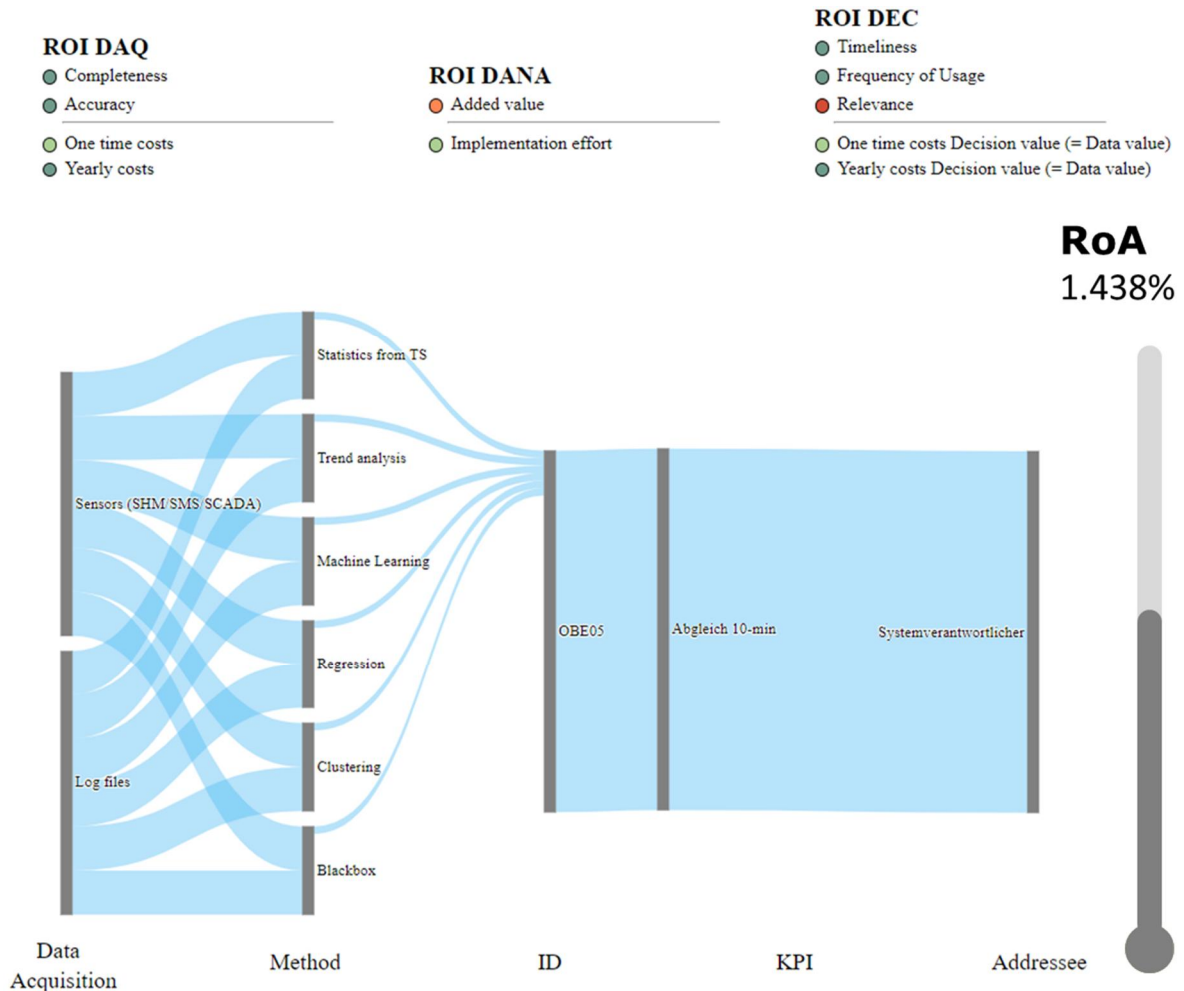 ROI DAQ
Completeness
Accuracy
One time costs
Yearly costs
ROI DANA
Added value
Implementation effort
ROI DEC
Timeliness
Frequency of Usage
Relevance
One time costs Decision value (= Data value)
Yearly costs Decision value (= Data value)
RoA
1.438%
Sensors (SHM/SMS/SCADA)
Log files
Statistics from TS
Trend analysis
Machine Learning
Regression
Clustering
Blackbox
OBE05
Abgleich 10-min
Systemverantwortlicher
Data
Acquisition
Method
ID
KPI
Addressee